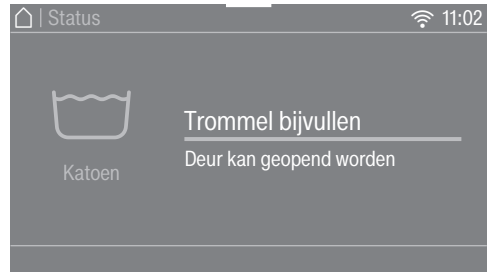 | Status 11:02
Trommel bijvullen
Deur kan geopend worden
Katoen